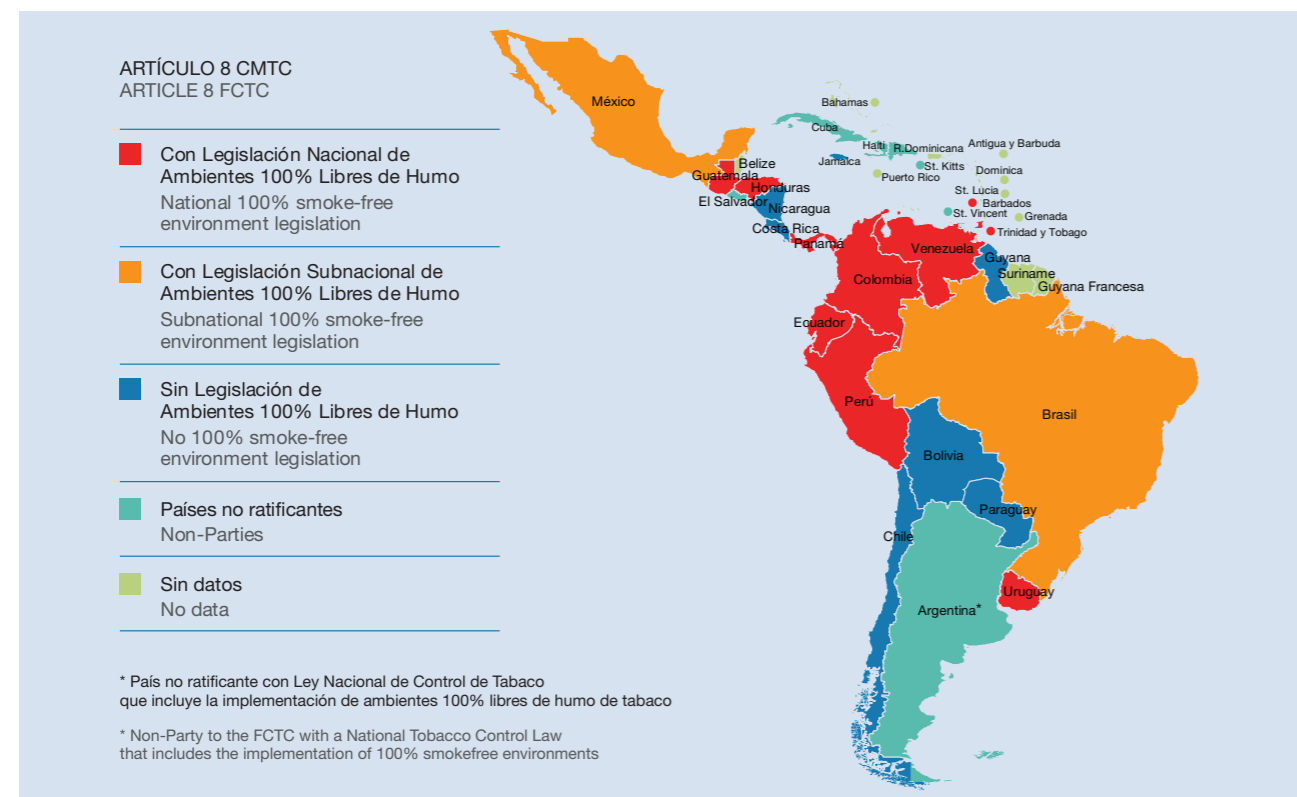 ARTÍCULO 8 CMTC
ARTICLE 8 FCTC
Con Legislación Nacional de
Ambientes 100% Libres de Humo
National 100% smoke-free
environment legislation
Con Legislación Subnacional de
Ambientes 100% Libres de Humo
Subnational 100% smoke-free
environment legislation
Sin Legislación de
Ambientes 100% Libres de Humo
No 100% smoke-free
environment legislation
Países no ratificantes
Non-Parties
Sin datos
No data
* País no ratificante con Ley Nacional de Control de Tabaco
que incluye la implementación de ambientes 100% libres de humo de tabaco
* Non-Party to the FCTC with a National Tobacco Control Law
that includes the implementation of 100% smokefree environments
México
Bahamas
Cuba
Haïti
R.Dominicana
Antigua y Barbuda
Jamaica
St. Kitts
Belize
Puerto Rico
Dominica
Guatemala
Honduras
St. Lucia
El Salvador
Nicaragua
Barbados
St. Vincent
Grenada
Costa Rica
Panamá
Trinidad y Tobago
Venezuela
Guyana
Colombia
Suriname
Guyana Francesa
Ecuador
Perú
Brasil
Bolivia
Paraguay
Chile
Uruguay
Argentina*